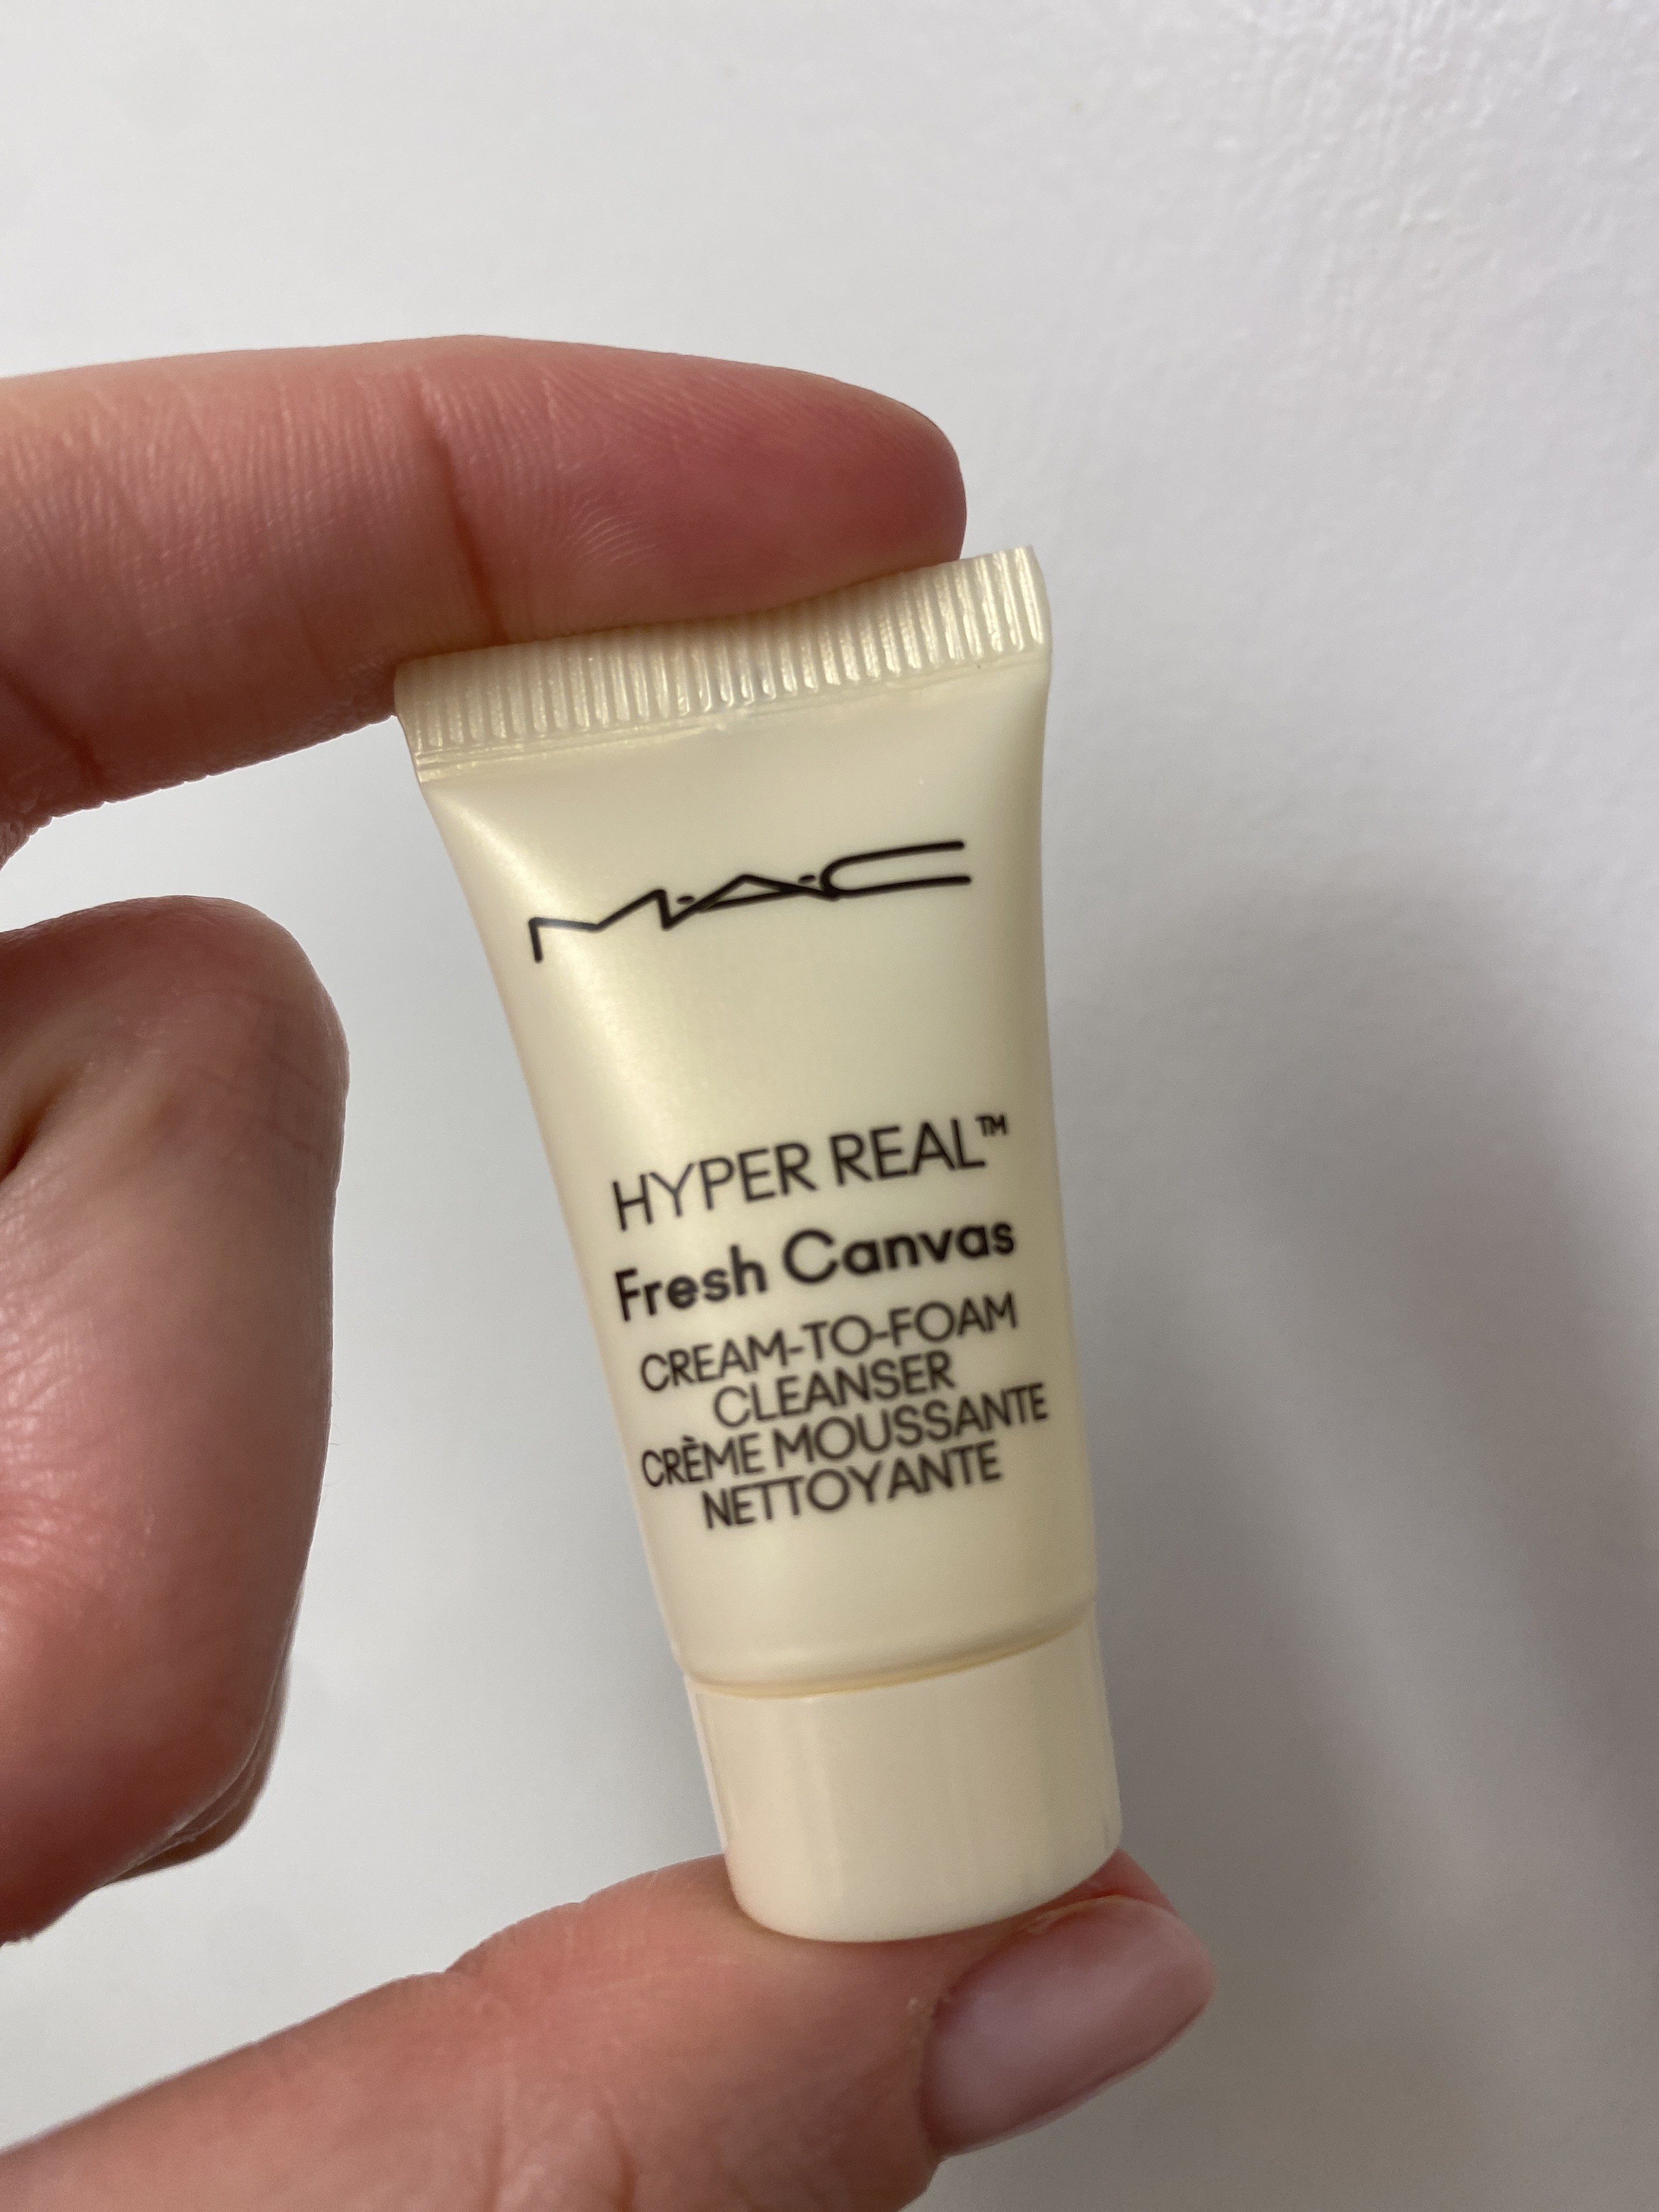 M·A·C
HYPER REAL™
Fresh Canvas
CREAM-TO-FOAM
CLEANSER
CRÈME MOUSSANTE
NETTOYANTE